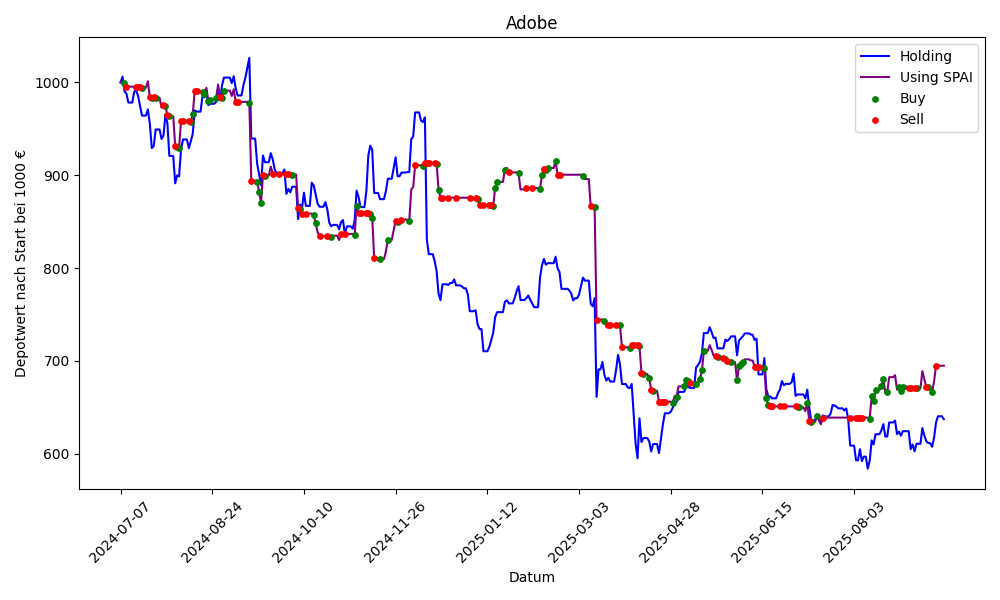 Adobe
Holding
Using SPAI
Buy
Sell
Depotwert nach Start bei 1000 €
1000
900
800
700
600
2024-07-07
2024-08-24
2024-10-10
2024-11-26
2025-01-12
2025-03-03
2025-04-28
2025-06-15
2025-08-03
Datum